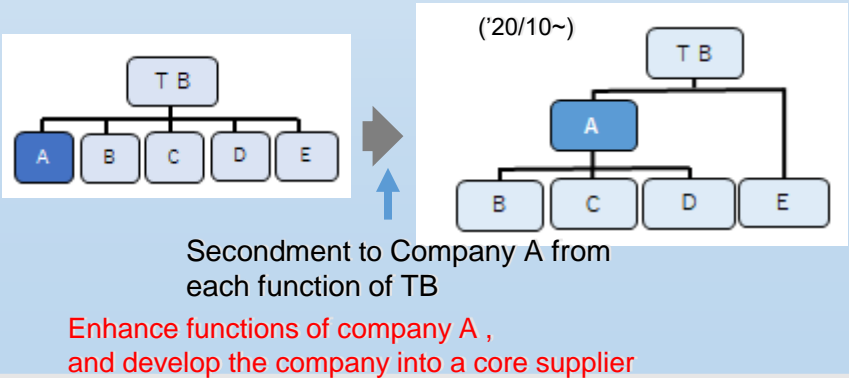 ('20/10~)
T B
T B
A
A B C D E
B C D E
Secondment to Company A from
each function of TB
Enhance functions of company A ,
and develop the company into a core supplier